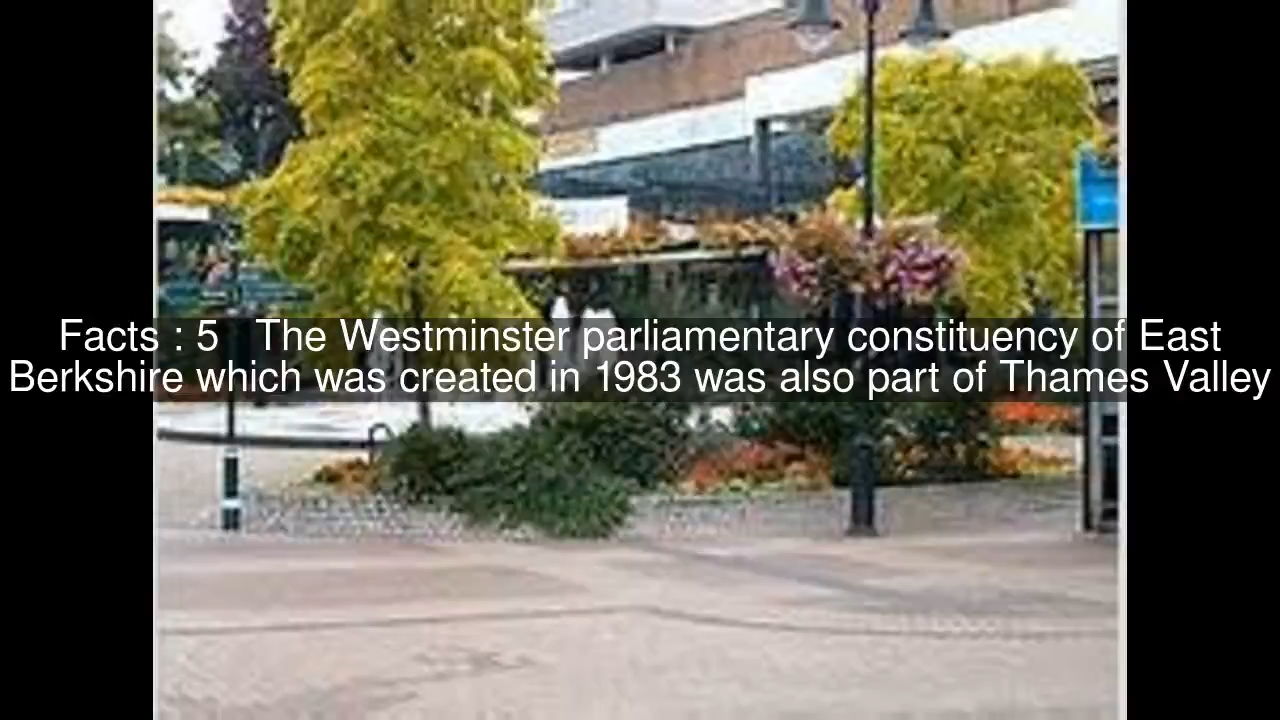 Facts : 5   The Westminster parliamentary constituency of East
Berkshire which was created in 1983 was also part of Thames Valley